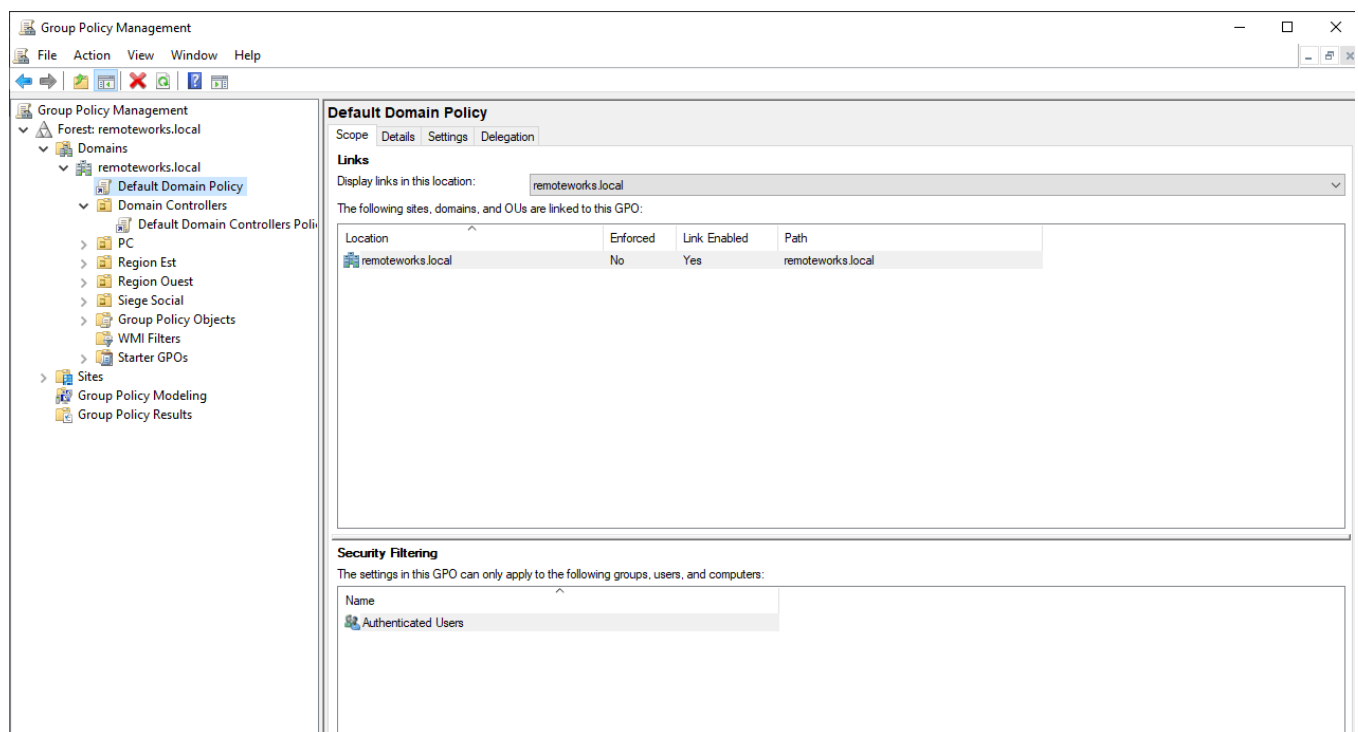 Group Policy Management
File Action View Window Help
Group Policy Management
Forest: remoteworks.local
Domains
remoteworks.local
Default Domain Policy
Domain Controllers
Default Domain Controllers Poli
PC
Region Est
Region Ouest
Siege Social
Group Policy Objects
WMI Filters
Starter GPOs
Sites
Group Policy Modeling
Group Policy Results
Default Domain Policy
Scope Details Settings Delegation
Links
Display links in this location: remoteworks.local
The following sites, domains, and OUs are linked to this GPO:
Location Enforced Link Enabled Path
remoteworks.local No Yes remoteworks.local
Security Filtering
The settings in this GPO can only apply to the following groups, users, and computers:
Name
Authenticated Users